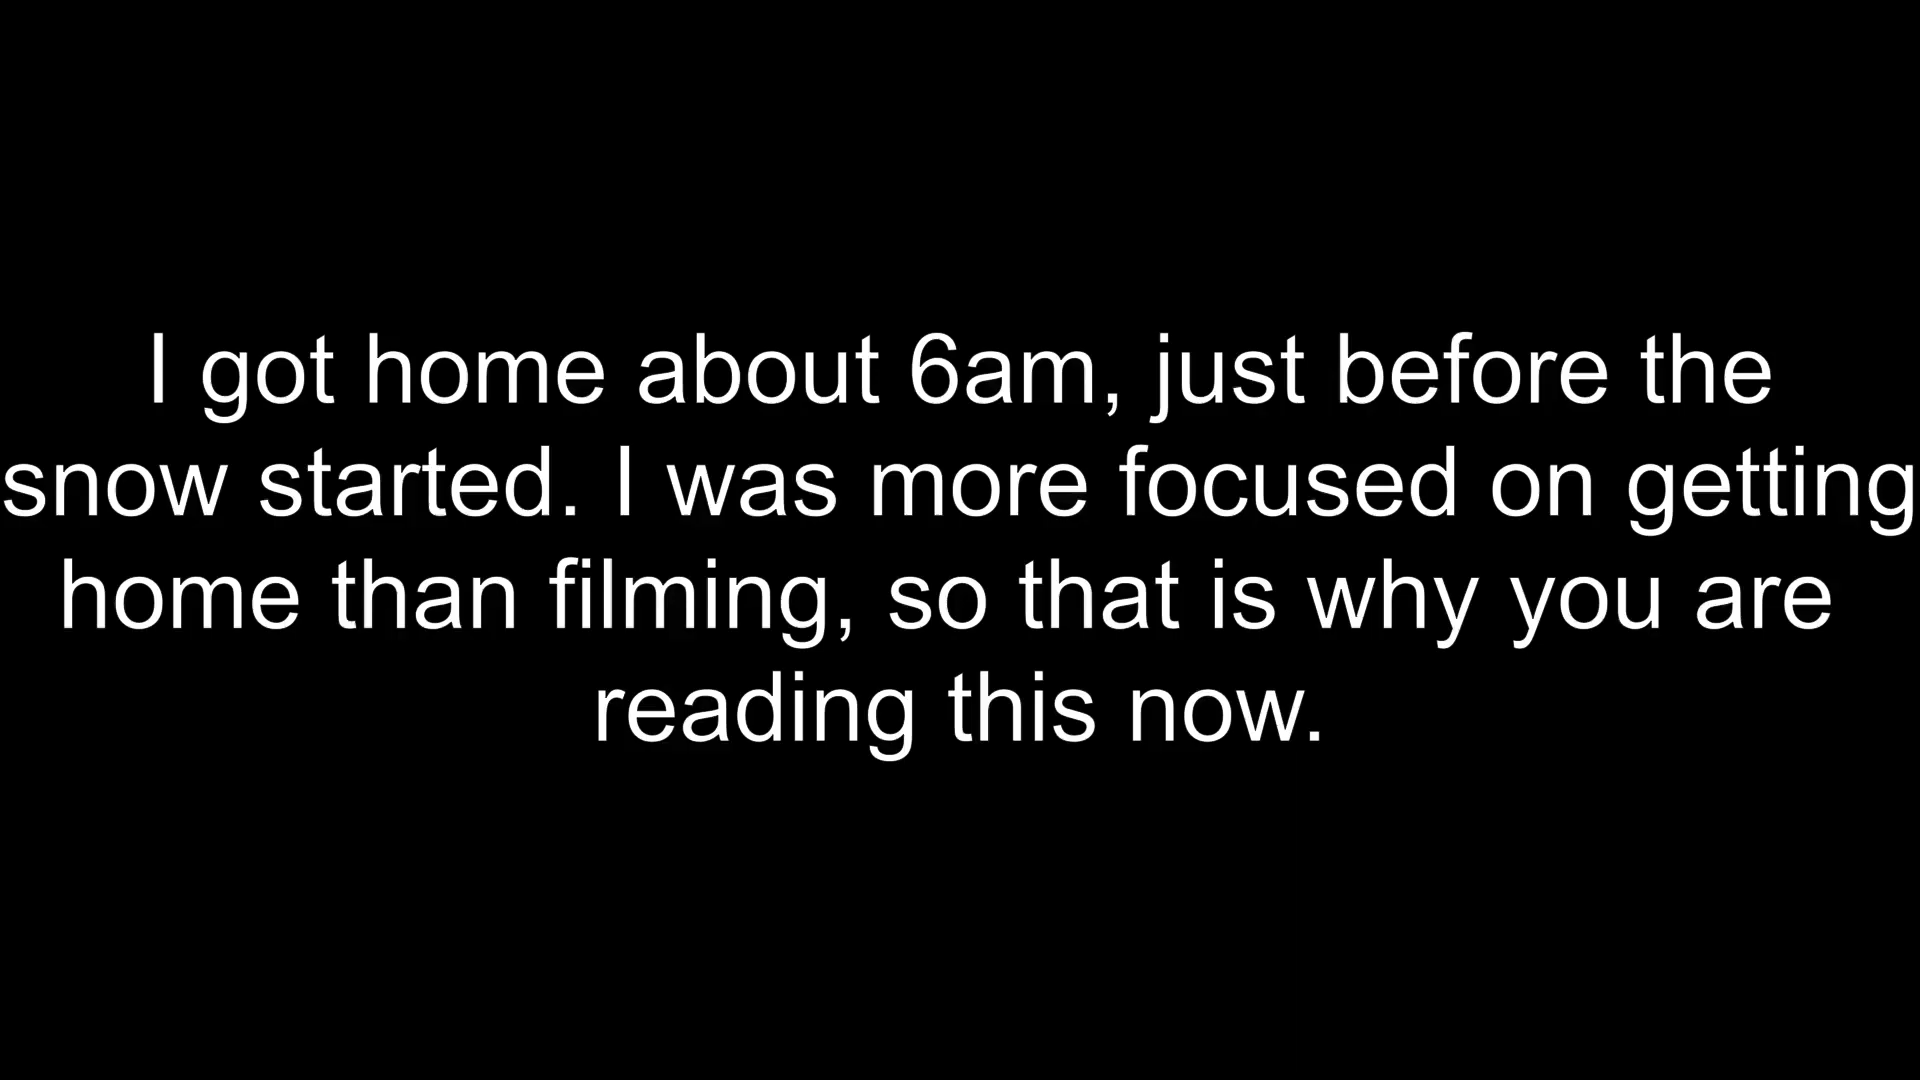 I got home about 6am, just before the
snow started. I was more focused on getting
home than filming, so that is why you are
reading this now.